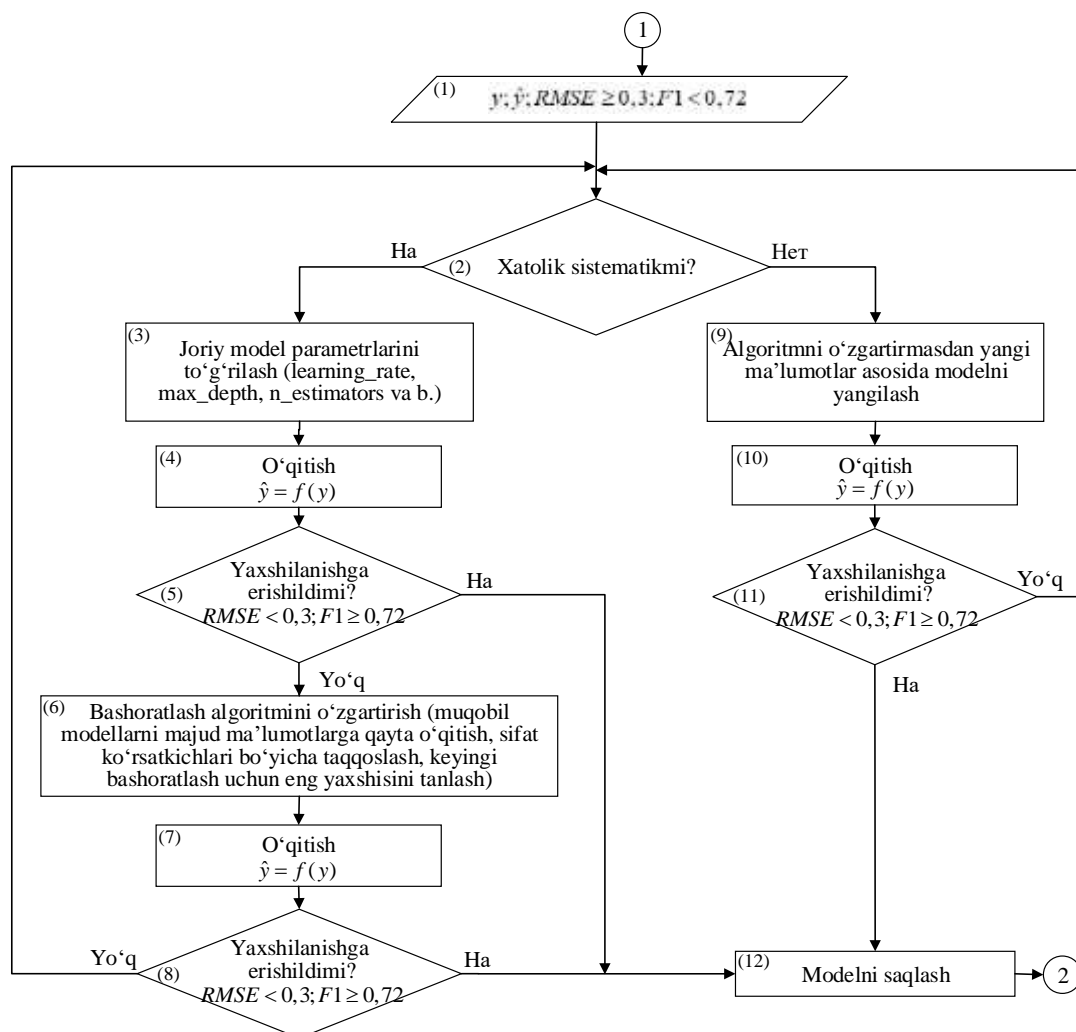 1
(1)
y; ŷ; RMSE ≥ 0,3; F1 < 0,72
Ha
(2)
Xatolik sistematikmi?
Нет
(3)
Joriy model parametrlarini
to‘g‘rilash (learning_rate,
max_depth, n_estimators va b.)
(4)
O‘qitish
ŷ = f(y)
(5)
Yaxshilanishga
erishildimi?
RMSE < 0,3; F1 ≥ 0,72
Ha
Yo‘q
(6)
Bashoratlash algoritmini o‘zgartirish (muqobil
modellarni majud ma’lumotlarga qayta o‘qitish, sifat
ko‘rsatkichlari bo‘yicha taqqoslash, keyingi
bashoratlash uchun eng yaxshisini tanlash)
(7)
O‘qitish
ŷ = f(y)
Yo‘q
(8)
Yaxshilanishga
erishildimi?
RMSE < 0,3; F1 ≥ 0,72
Ha
(9)
Algoritmni o‘zgartirmasdan yangi
ma’lumotlar asosida modelni
yangilash
(10)
O‘qitish
ŷ = f(y)
(11)
Yaxshilanishga
erishildimi?
RMSE < 0,3; F1 ≥ 0,72
Yo‘q
Ha
(12)
Modelni saqlash
2